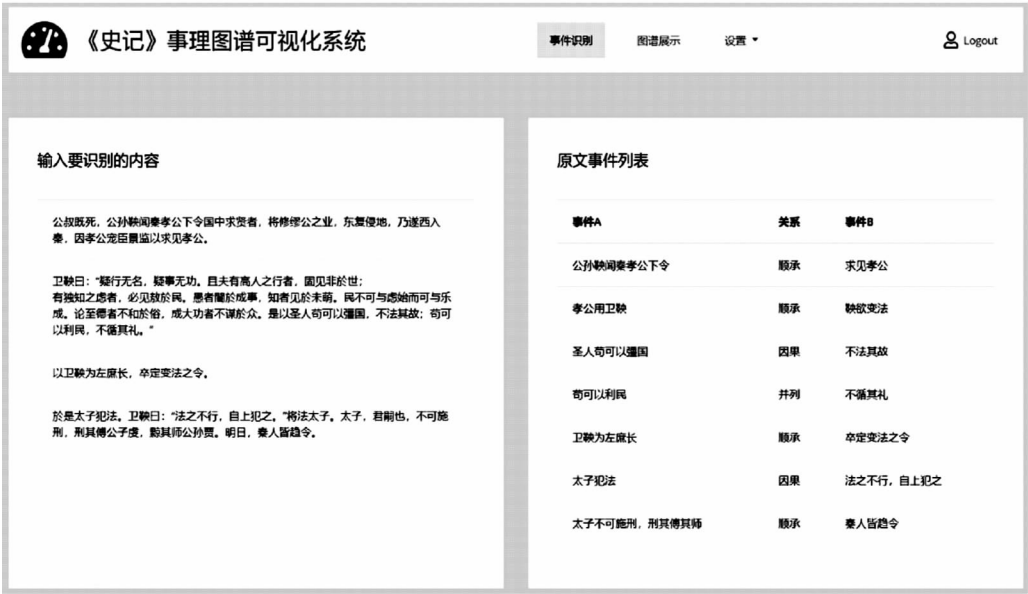 《史记》事理图谱可视化系统
事件识别
图谱展示
设置
Logout
输入要识别的内容
公叔既死，公孙鞅闻秦孝公下令国中求贤者，将修缪公之业，东复侵地，乃遂西入
秦，因孝公宠臣景监以求见孝公。
卫鞅曰：“疑行无名，疑事无功。且夫有高人之行者，固见非於世；
有独知之虑者，必见敖於民。愚者闇於成事，知者见於未萌。民不可与虑始而可与乐
成。论至德者不和於俗，成大功者不谋於众。是以圣人苟可以彊国，不法其故；苟可
以利民，不循其礼。”
以卫鞅为左庶长，卒定变法之令。
於是太子犯法。卫鞅曰：“法之不行，自上犯之。”将法太子。太子，君嗣也，不可施
刑，刑其傅公子虔，黥其师公孙贾。明日，秦人皆趋令。
原文事件列表
事件A 关系 事件B
公孙鞅闻秦孝公下令 顺承 求见孝公
孝公用卫鞅 顺承 鞅欲变法
圣人苟可以彊国 因果 不法其故
苟可以利民 并列 不循其礼
卫鞅为左庶长 顺承 卒定变法之令
太子犯法 因果 法之不行，自上犯之
太子不可施刑，刑其傅其师 顺承 秦人皆趋令